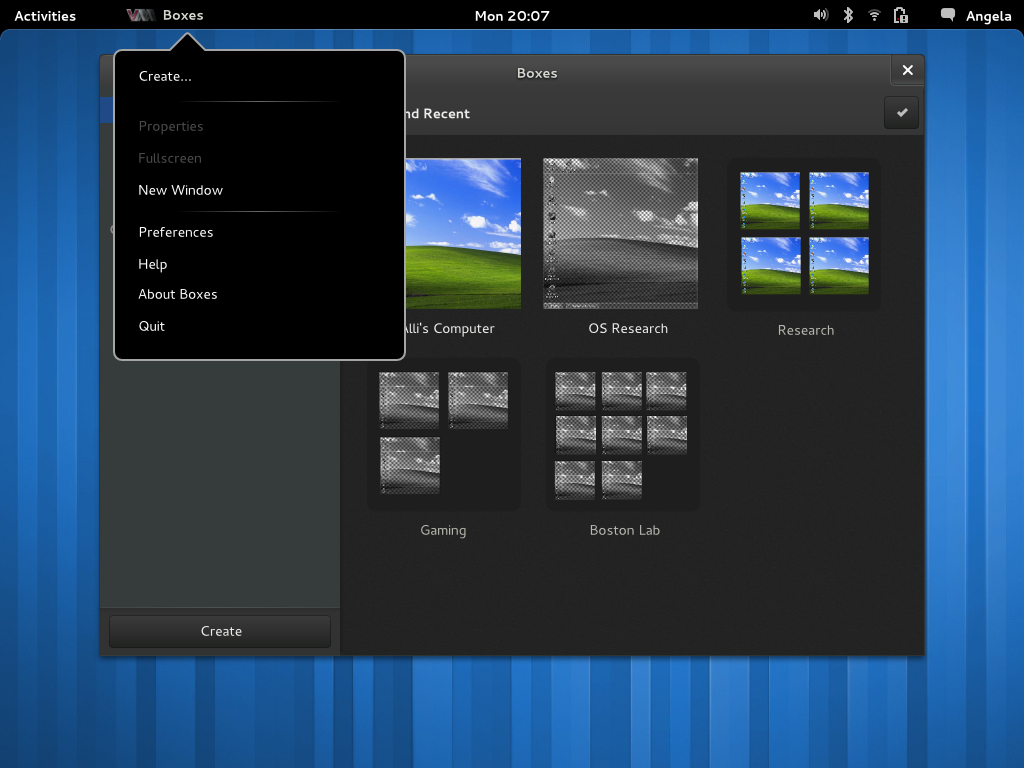 Activities
Boxes
Mon 20:07
Angela
Boxes
Create...
nd Recent
Properties
Fullscreen
New Window
Preferences
Help
About Boxes
Quit
Alli's Computer
OS Research
Research
Gaming
Boston Lab
Create